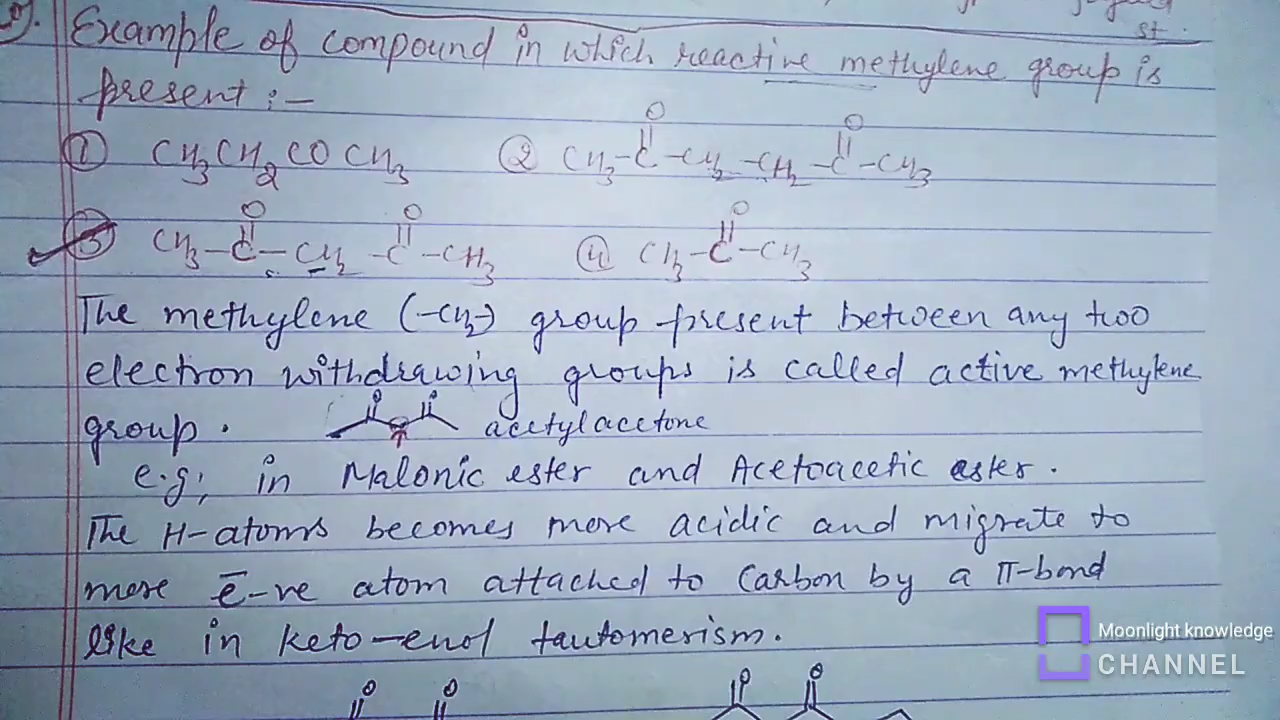 Example of compound in which reactive methylene group is
present :-
① CH3CH2COCH3 ② CH3-C-CH2-CH2-C-CH3
O O
③ CH3-C-CH2-C-CH3 ④ CH3-C-CH3
O O O
The methylene (-CH2-) group present between any two
electron withdrawing groups is called active methylene
group. O O acetylacetone
e.g; in Malonic ester and Acetoacetic ester.
The H-atoms becomes more acidic and migrate to
more e-ve atom attached to Carbon by a π-bond
like in keto-enol tautomerism.
O O O O
Moonlight knowledge
CHANNEL